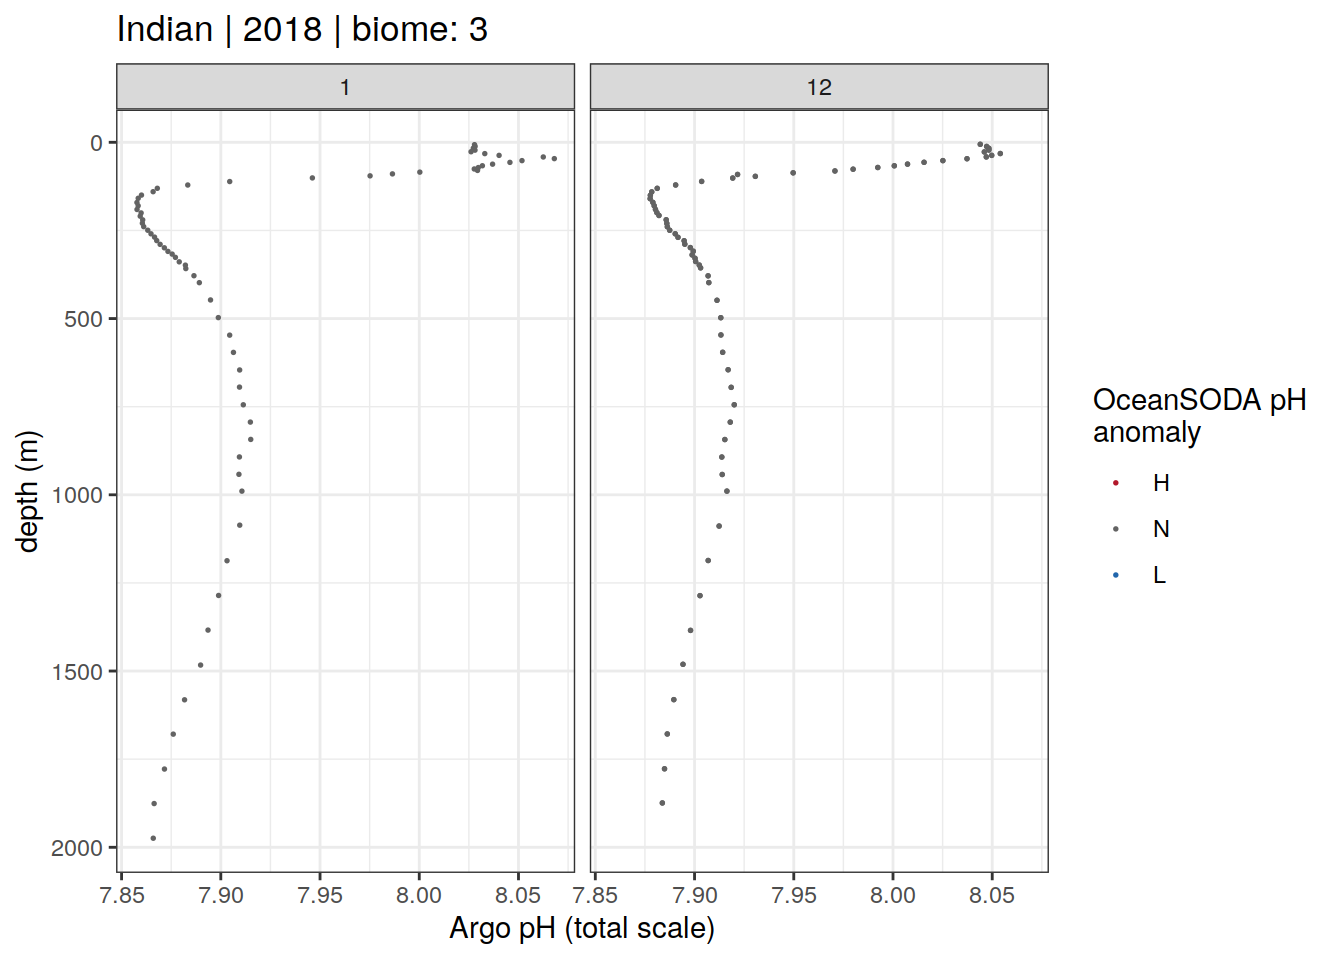 Indian | 2018 | biome: 3
1
12
0
500
1000
1500
2000
depth (m)
7.85
7.90
7.95
8.00
8.05
7.85
7.90
7.95
8.00
8.05
Argo pH (total scale)
OceanSODA pH
anomaly
H
N
L